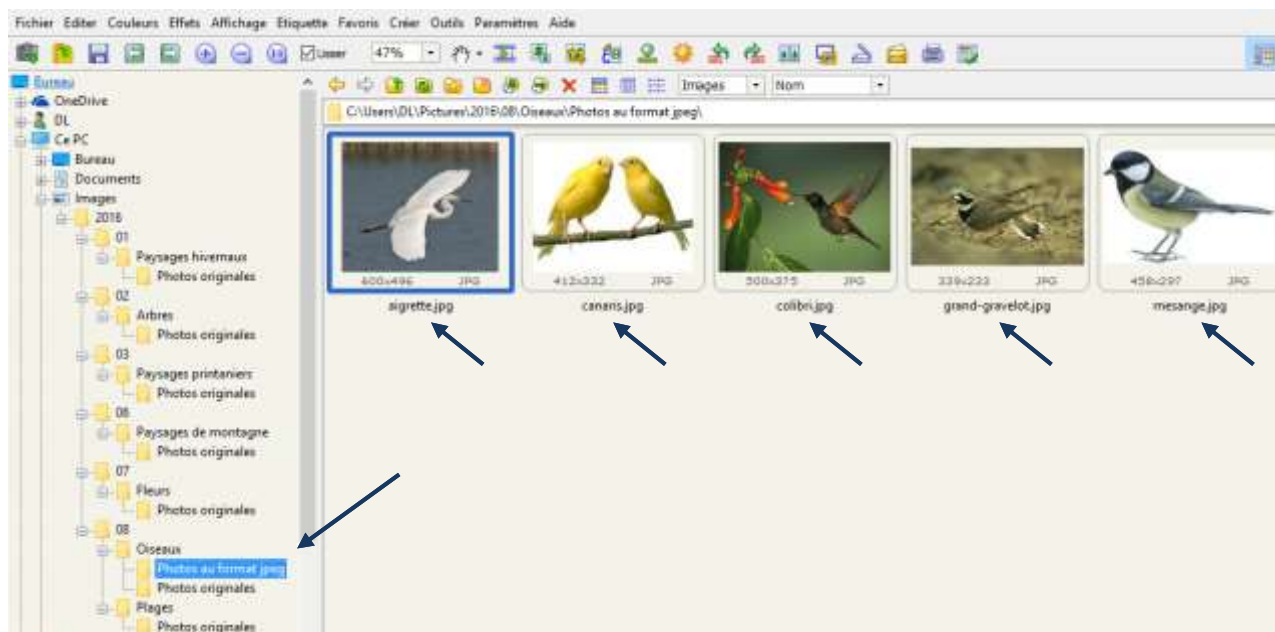 Fichier Editer Couleurs Effets Affichage Etiquette Favoris Créer Outils Paramètres Aide
Lisser 47%
Images Nom
C:\Users\DL\Pictures\2016\08\Oiseaux\Photos au format jpeg\
Bureau
OneDrive
DL
Ce PC
Bureau
Documents
Images
2016
01
Paysages hivernaux
Photos originales
02
Arbres
Photos originales
03
Paysages printaniers
Photos originales
06
Paysages de montagne
Photos originales
07
Fleurs
Photos originales
08
Oiseaux
Photos au format jpeg
Photos originales
Plages
Photos originales
600x496 JPG
412x332 JPG
500x375 JPG
339x223 JPG
458x297 JPG
aigrette.jpg
canaris.jpg
colibri.jpg
grand-gravelot.jpg
mesange.jpg